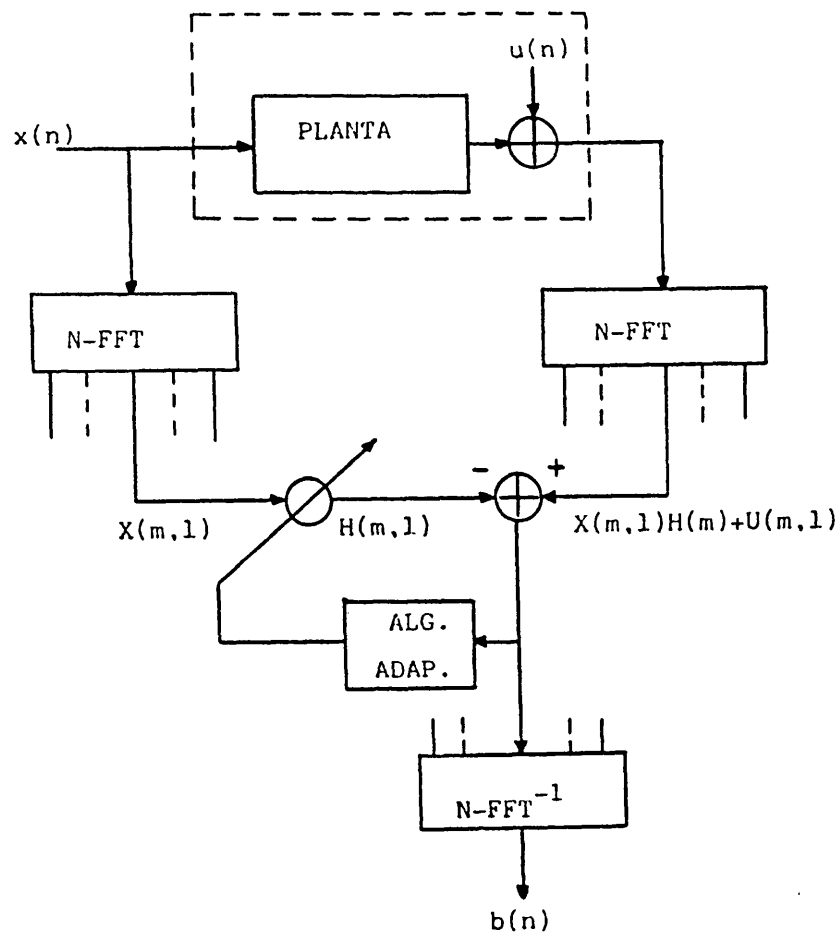 u(n)
PLANTA
x(n)
N-FFT
N-FFT
- +
X(m,l)
H(m,l)
X(m,l)H(m)+U(m,l)
ALG.
ADAP.
N-FFT⁻¹
b(n)